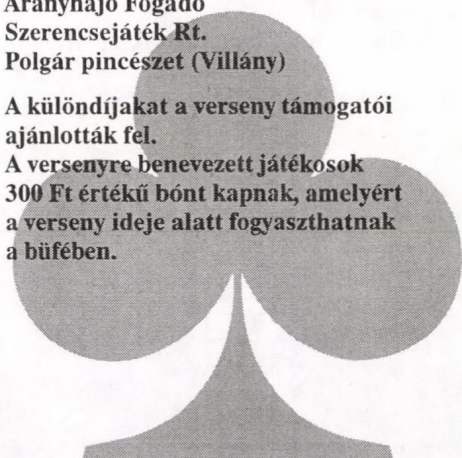 Aranyhajó Fogadó
Szerencsejáték Rt.
Polgár pincészet (Villány)
A különdíjakat a verseny támogatói
ajánlották fel.
A versenyre benevezett játékosok
300 Ft értékű bónt kapnak, amelyért
a verseny ideje alatt fogyaszthatnak
a büfében.